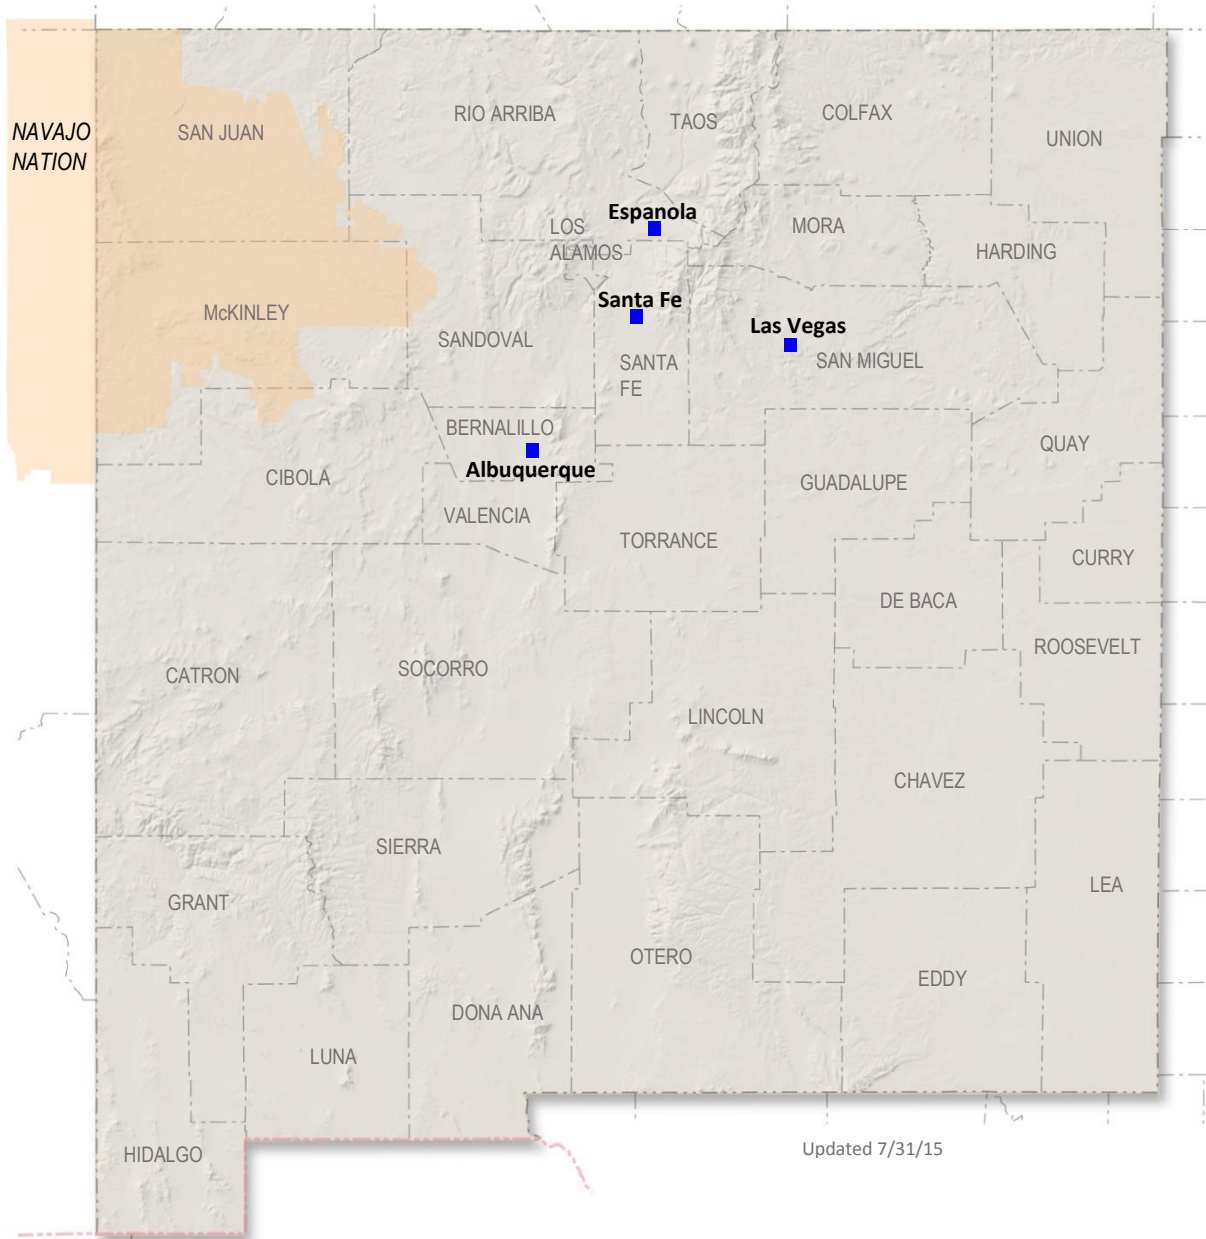 RIO ARRIBA
TAOS
COLFAX
NAVAJO
NATION
SAN JUAN
UNION
Espanola
LOS
ALAMOS
MORA
HARDING
McKINLEY
Santa Fe
SANDOVAL
Las Vegas
SANTA
FE
SAN MIGUEL
BERNALILLO
Albuquerque
QUAY
CIBOLA
GUADALUPE
VALENCIA
TORRANCE
CURRY
DE BACA
ROOSEVELT
CATRON
SOCORRO
LINCOLN
CHAVEZ
SIERRA
LEA
GRANT
OTERO
EDDY
DONA ANA
LUNA
HIDALGO
Updated 7/31/15